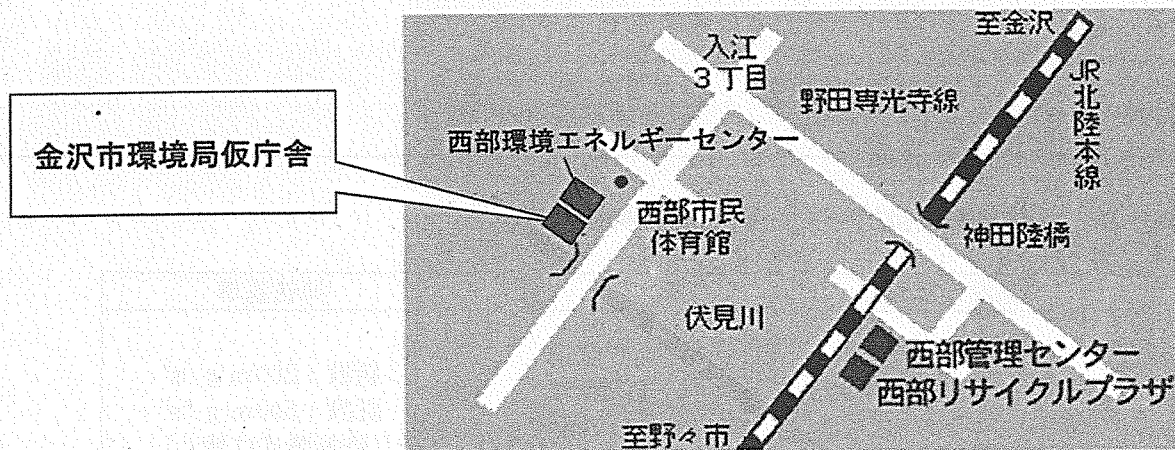 至金沢
入江
3丁目
JR北陸本線
野田専光寺線
金沢市環境局仮庁舎
西部環境エネルギーセンター
西部市民
体育館
神田陸橋
伏見川
西部管理センター
西部リサイクルプラザ
至野々市